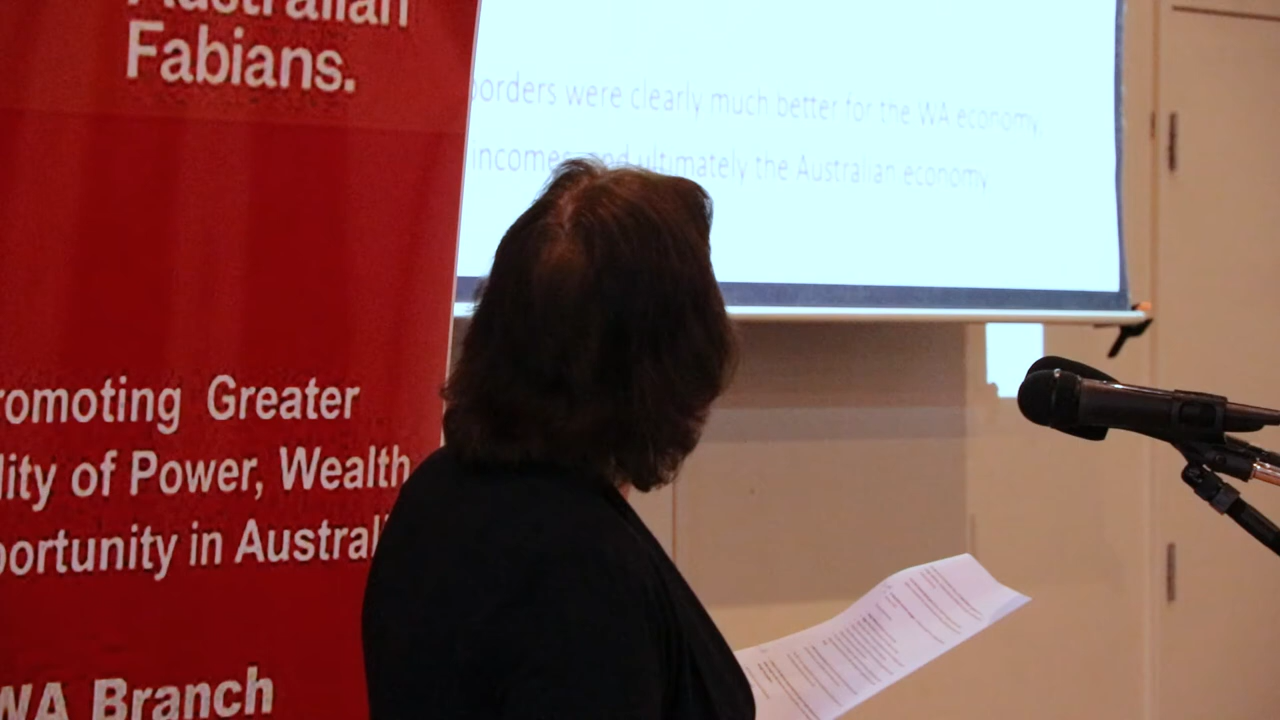 Australian
Fabians.
romoting Greater
lity of Power, Wealth
portunity in Australi
WA Branch
borders were clearly much better for the WA economy,
incomes, and ultimately the Australian economy